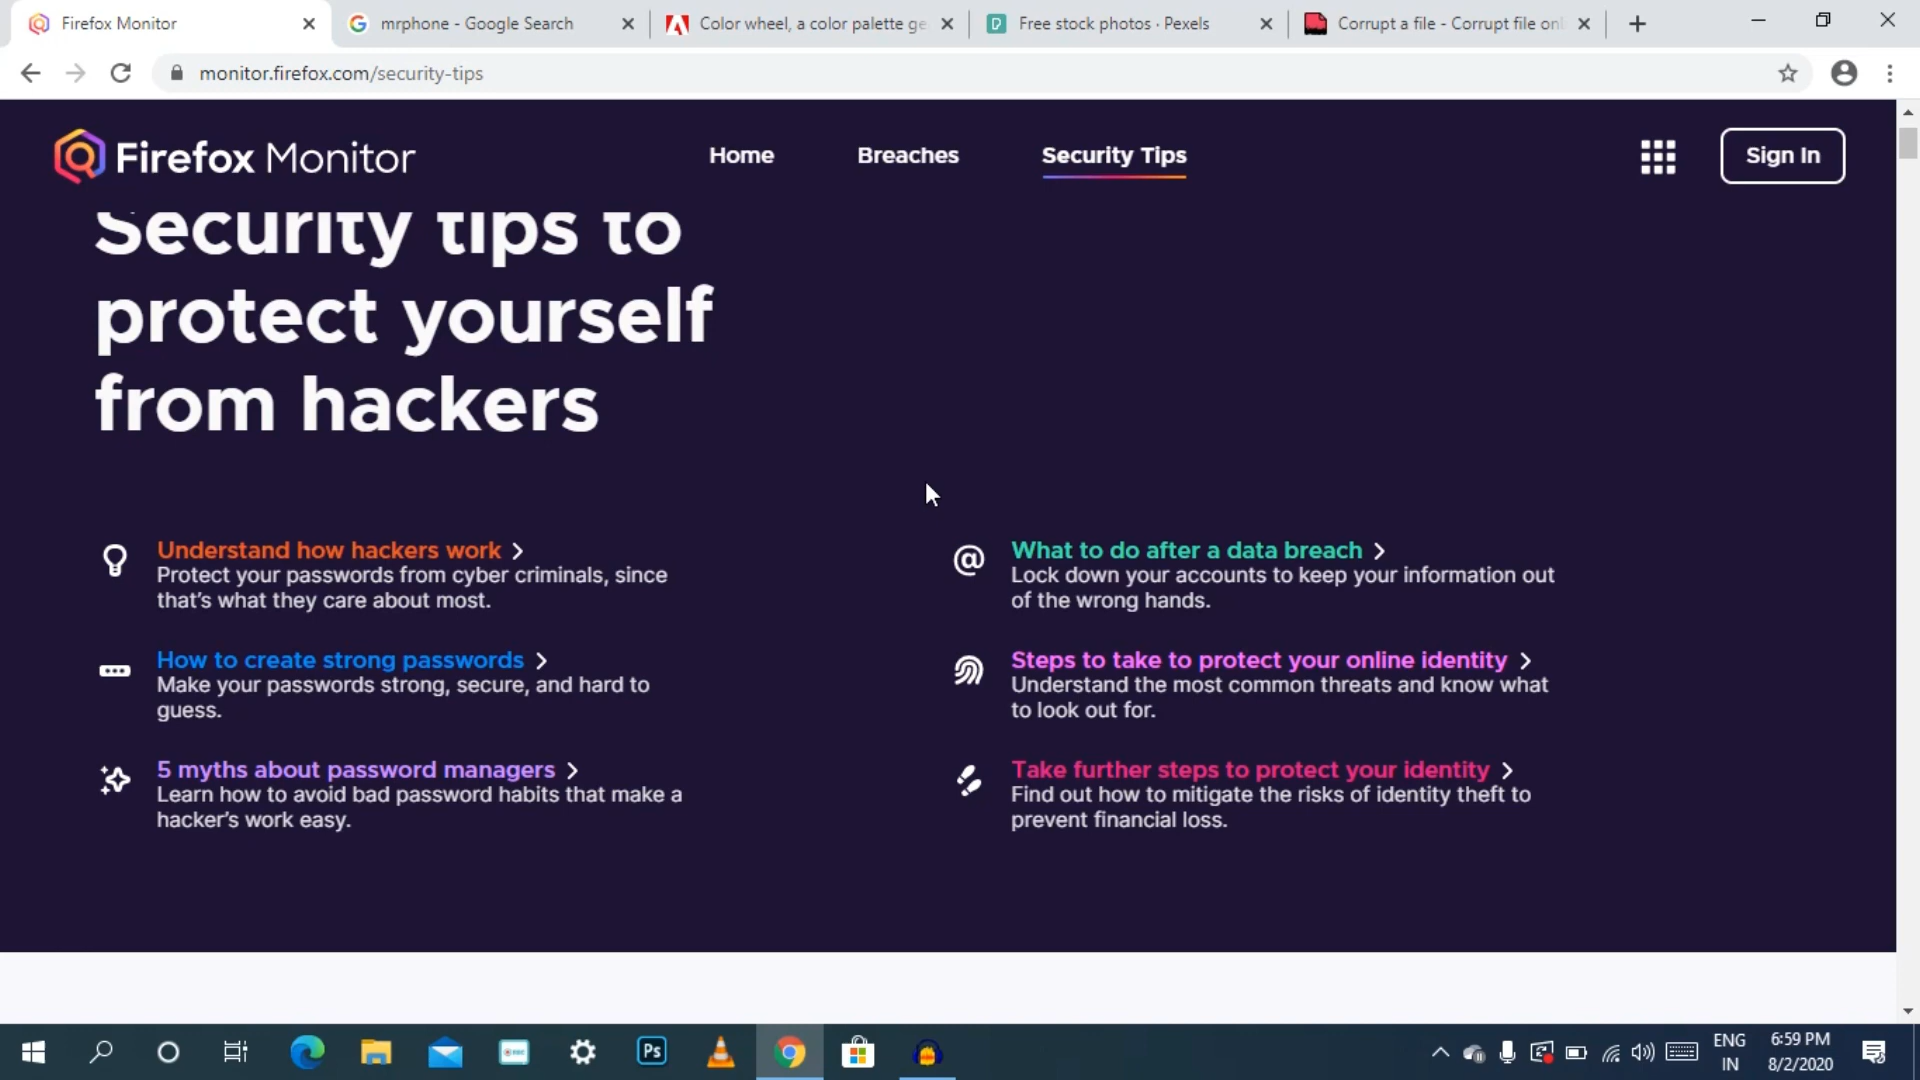 Firefox Monitor
mrphone - Google Search
Color wheel, a color palette ge
Free stock photos · Pexels
Corrupt a file - Corrupt file onl
monitor.firefox.com/security-tips
Firefox Monitor
Home
Breaches
Security Tips
Sign In
Security tips to
protect yourself
from hackers
Understand how hackers work
Protect your passwords from cyber criminals, since
that's what they care about most.
How to create strong passwords
Make your passwords strong, secure, and hard to
guess.
5 myths about password managers
Learn how to avoid bad password habits that make a
hacker's work easy.
What to do after a data breach
Lock down your accounts to keep your information out
of the wrong hands.
Steps to take to protect your online identity
Understand the most common threats and know what
to look out for.
Take further steps to protect your identity
Find out how to mitigate the risks of identity theft to
prevent financial loss.
Ps
ENG
IN
6:59 PM
8/2/2020